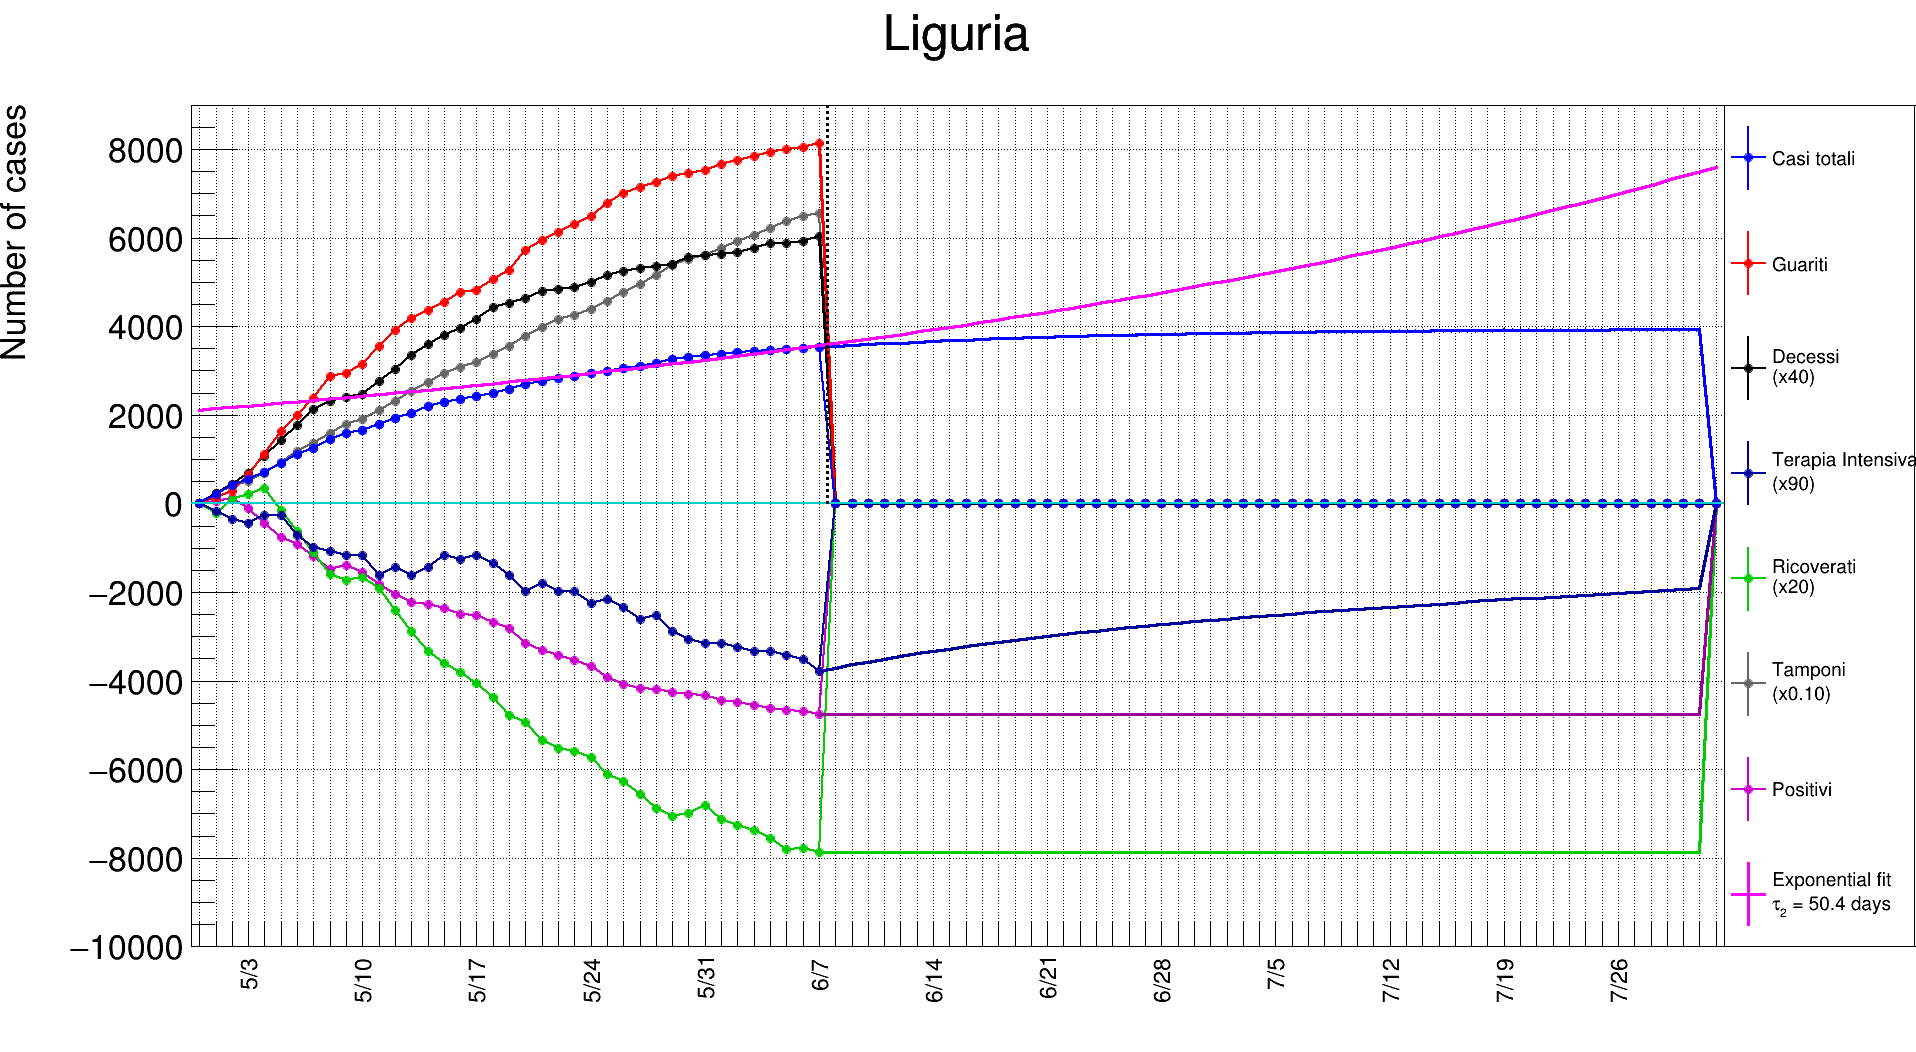 Liguria
Number of cases
8000
6000
4000
2000
0
−2000
−4000
−6000
−8000
−10000
5/3
5/10
5/17
5/24
5/31
6/7
6/14
6/21
6/28
7/5
7/12
7/19
7/26
Casi totali
Guariti
Decessi
(x40)
Terapia Intensiva
(x90)
Ricoverati
(x20)
Tamponi
(x0.10)
Positivi
Exponential fit
τ2 = 50.4 days